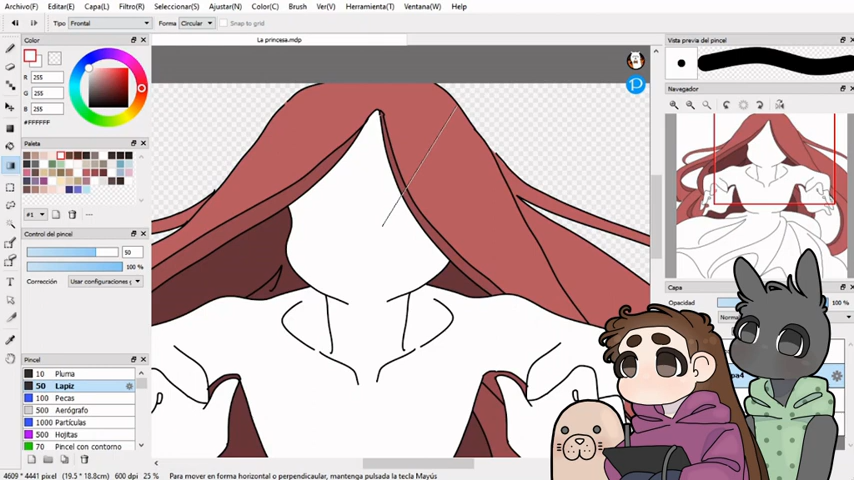 Archivo(F) Editar(E) Filtro(R) Seleccionar(S) Ajustar(N) Color(C) Brush Ver(V) Herramienta(T) Ventana(W) Help
Tipo Frontal Forma Circular Snap to grid
La princesa.mdp
Color
R 255
G 255
B 255
#FFFFFF
Paleta
#1
Control del pincel
50
100 %
Corrección Usar configuraciones
Pincel
10 Pluma
50 Lapiz
100 Pecas
500 Aerógrafo
1000 Partículas
500 Hojitas
70 Pincel con contorno
Vista previa del pincel
Navegador
Capa
Opacidad 100 %
Normal
4609 * 4441 pixel (19.5 * 18.8cm) 600 dpi 25 % Para mover en forma horizontal o perpendicaular, mantenga pulsada la tecla Mayús